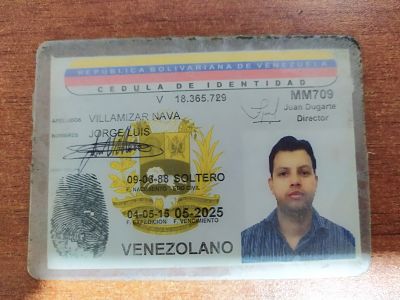 REPUBLICA BOLIVARIANA DE VENEZUELA
CEDULA DE IDENTIDAD
V 18.365.729
MM709
Juan Dugarte
Director
APELLIDOS VILLAMIZAR NAVA
NOMBRES JORGE LUIS
09-06-88 SOLTERO
F. NACIMIENTO EDO CIVIL
04-05-15 05-2025
F. EXPEDICION F. VENCIMIENTO
VENEZOLANO